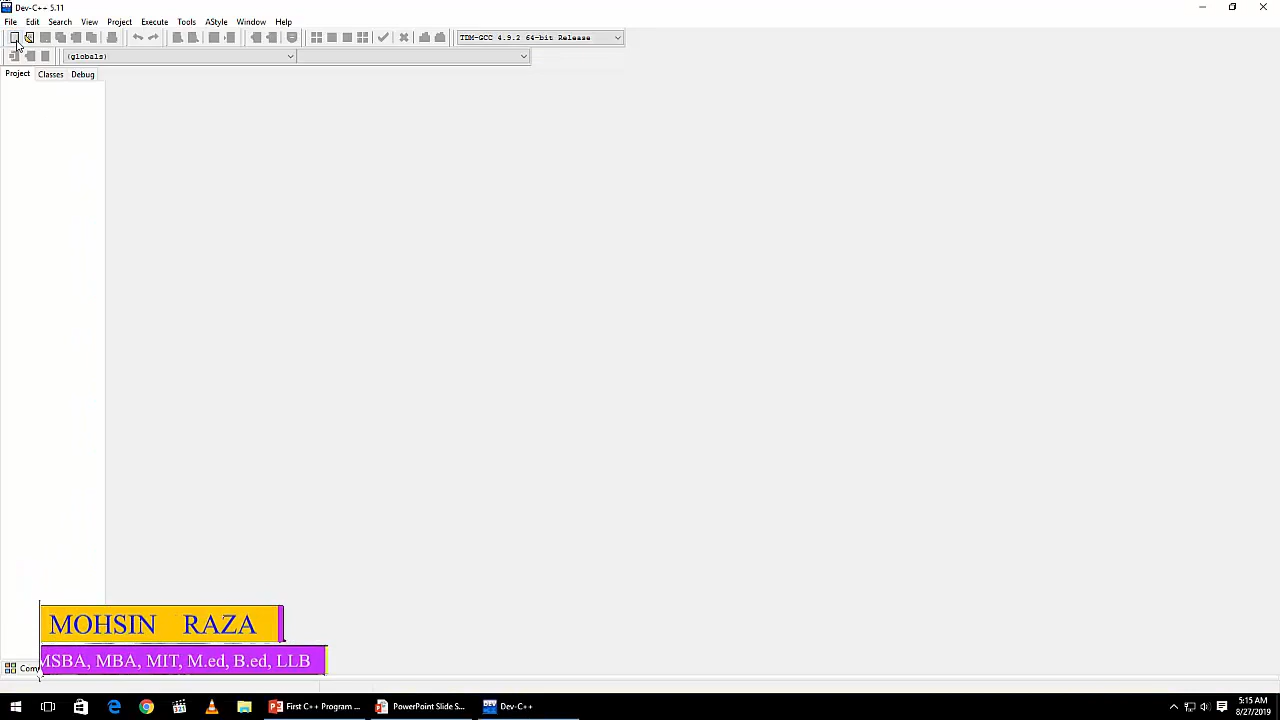 Dev-C++ 5.11
File Edit Search View Project Execute Tools AStyle Window Help
TDM-GCC 4.9.2 64-bit Release
(globals)
Project Classes Debug
MOHSIN RAZA
MSBA, MBA, MIT, M.ed, B.ed, LLB
First C++ Program ...
PowerPoint Slide S...
Dev-C++
5:15 AM
8/27/2019